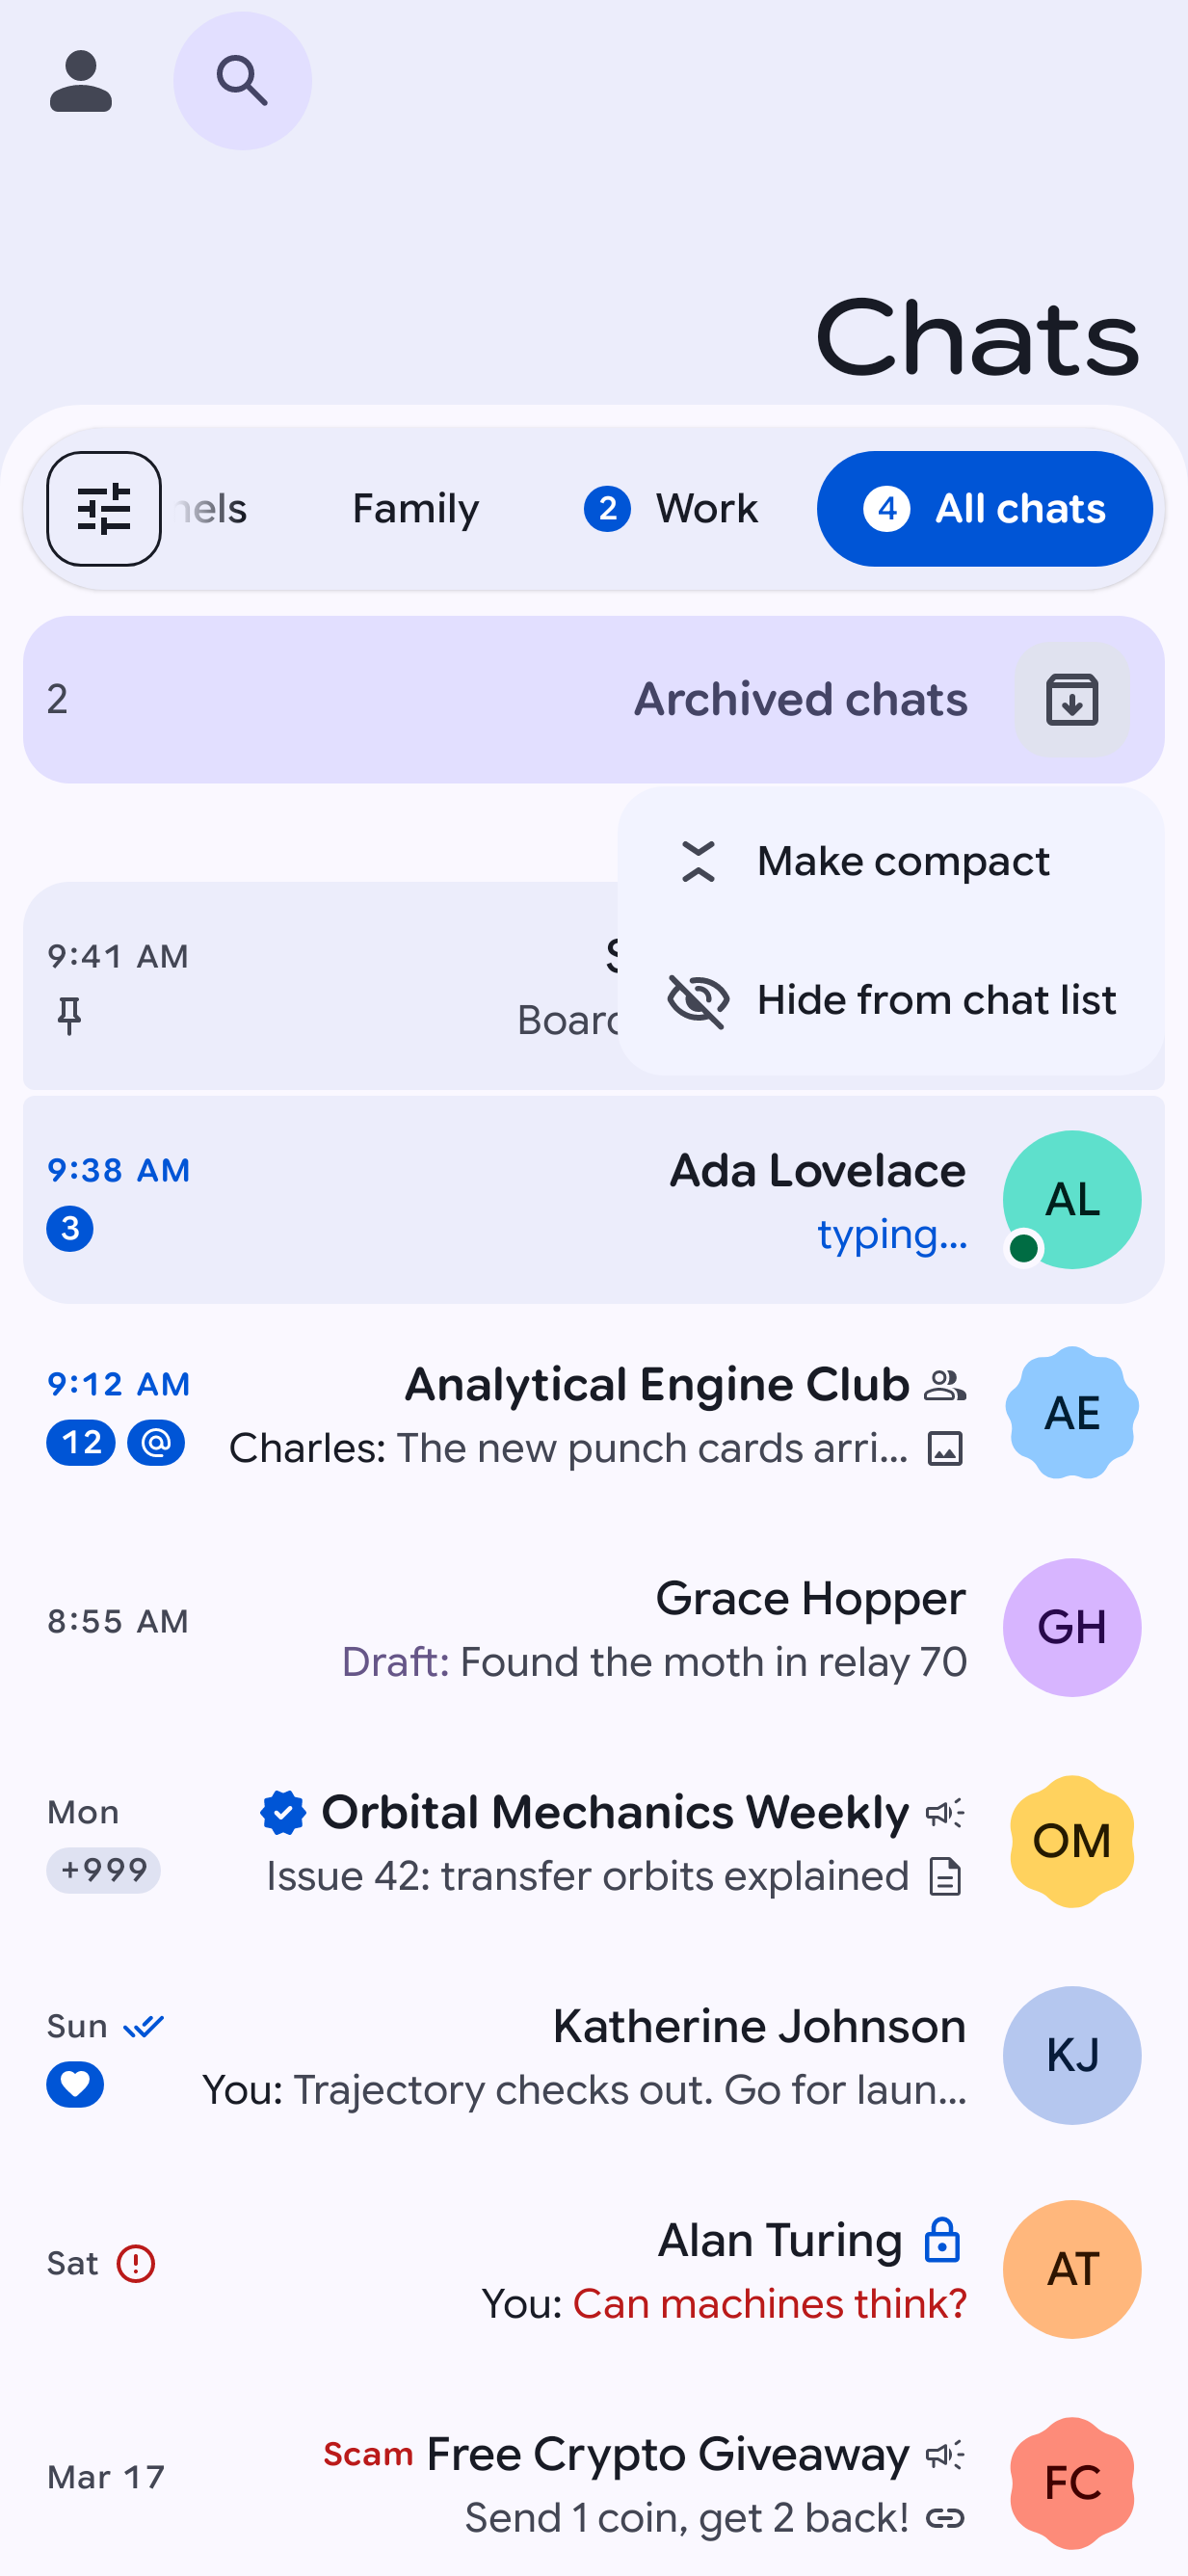 Chats
All chats
4
Work
2
Family
Archived chats
2
Make compact
Hide from chat list
9:41 AM
Ada Lovelace
9:38 AM
typing...
3
AL
Analytical Engine Club
9:12 AM
Charles: The new punch cards arri...
12 @
AE
Grace Hopper
8:55 AM
Draft: Found the moth in relay 70
GH
Orbital Mechanics Weekly
Mon
Issue 42: transfer orbits explained
+999
OM
Katherine Johnson
Sun
You: Trajectory checks out. Go for laun...
KJ
Alan Turing
Sat
You: Can machines think?
AT
Scam Free Crypto Giveaway
Mar 17
Send 1 coin, get 2 back!
FC